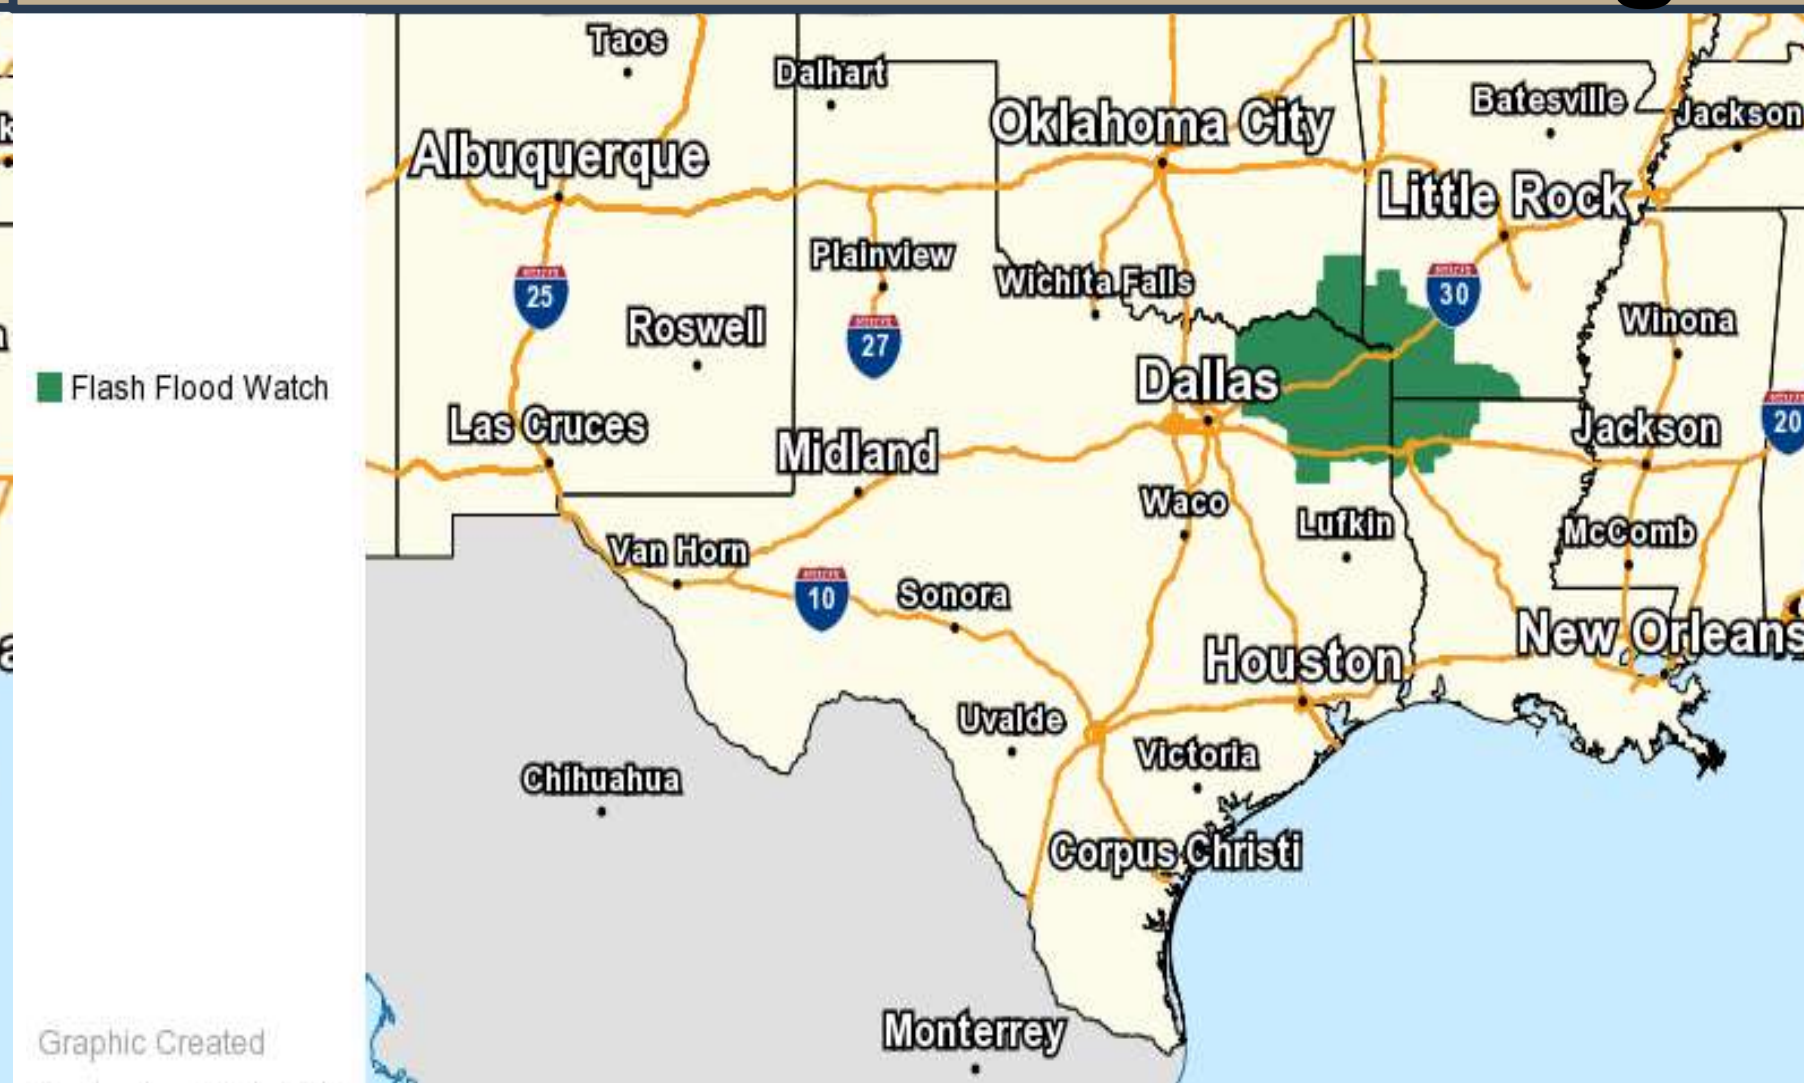 Taos
Dalhart
Batesville
Oklahoma City
Jackson
Albuquerque
Little Rock
Plainview
Wichita Falls
25
30
Roswell
27
Winona
Flash Flood Watch
Dallas
Las Cruces
20
Jackson
Midland
Waco
Lufkin
McComb
Van Horn
10
Sonora
New Orleans
Houston
Uvalde
Victoria
Chihuahua
Corpus Christi
Monterrey
Graphic Created